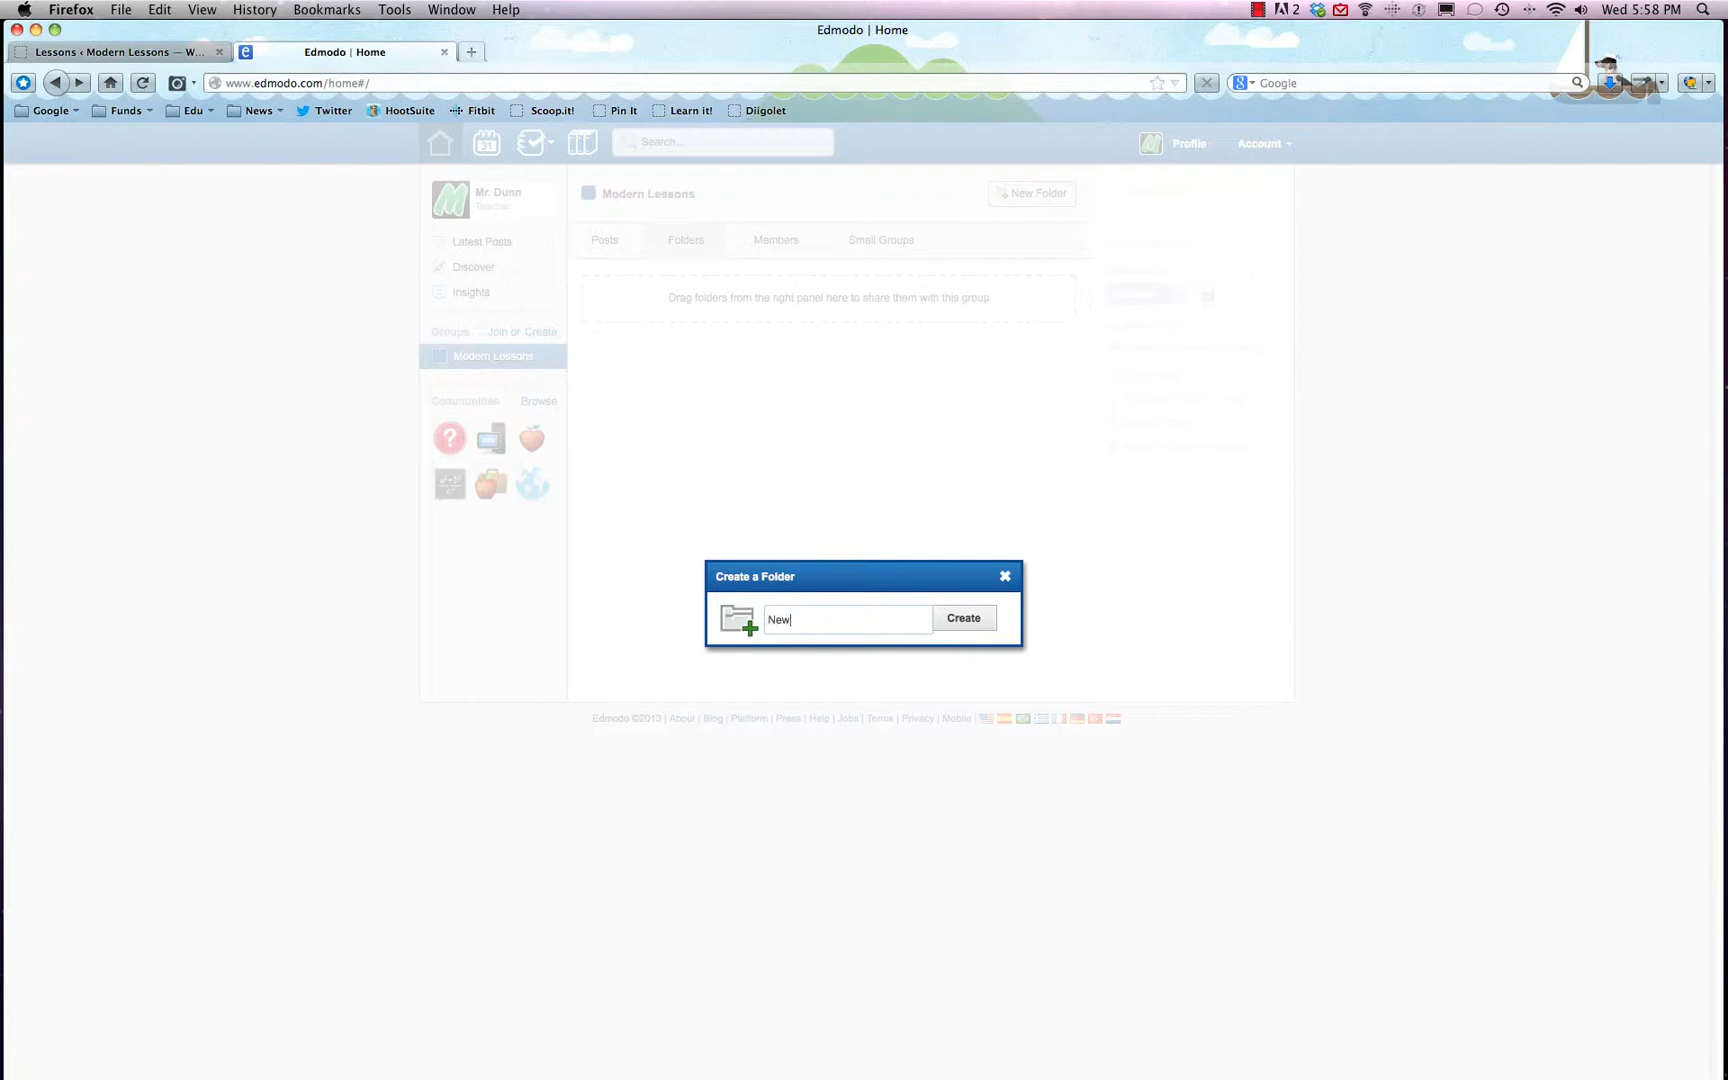 Firefox File Edit View History Bookmarks Tools Window Help
2
Wed 5:58 PM
Edmodo | Home
Lessons ‹ Modern Lessons — W...
Edmodo | Home
www.edmodo.com/home#/
Google
Google Funds Edu News Twitter HootSuite Fitbit Scoop.it! Pin It Learn it! Diigolet
31
Search...
Profile
Account
Mr. Dunn
Teacher
Modern Lessons
New Folder
Latest Posts
Discover
Insights
Posts Folders Members Small Groups
Drag folders from the right panel here to share them with this group
Groups Join or Create
Modern Lessons
Communities Browse
Create a Folder
New
Create
Edmodo ©2013 | About | Blog | Platform | Press | Help | Jobs | Terms | Privacy | Mobile |